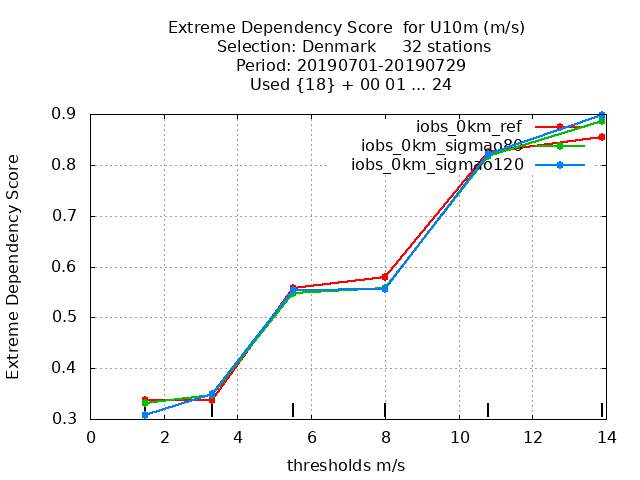 Extreme Dependency Score  for U10m (m/s)
Selection: Denmark     32 stations
Period: 20190701-20190729
Used {18} + 00 01 ... 24
Extreme Dependency Score
0.9
0.8
0.7
0.6
0.5
0.4
0.3
iobs_0km_ref
iobs_0km_sigmao80
iobs_0km_sigmao120
0 2 4 6 8 10 12 14
thresholds m/s